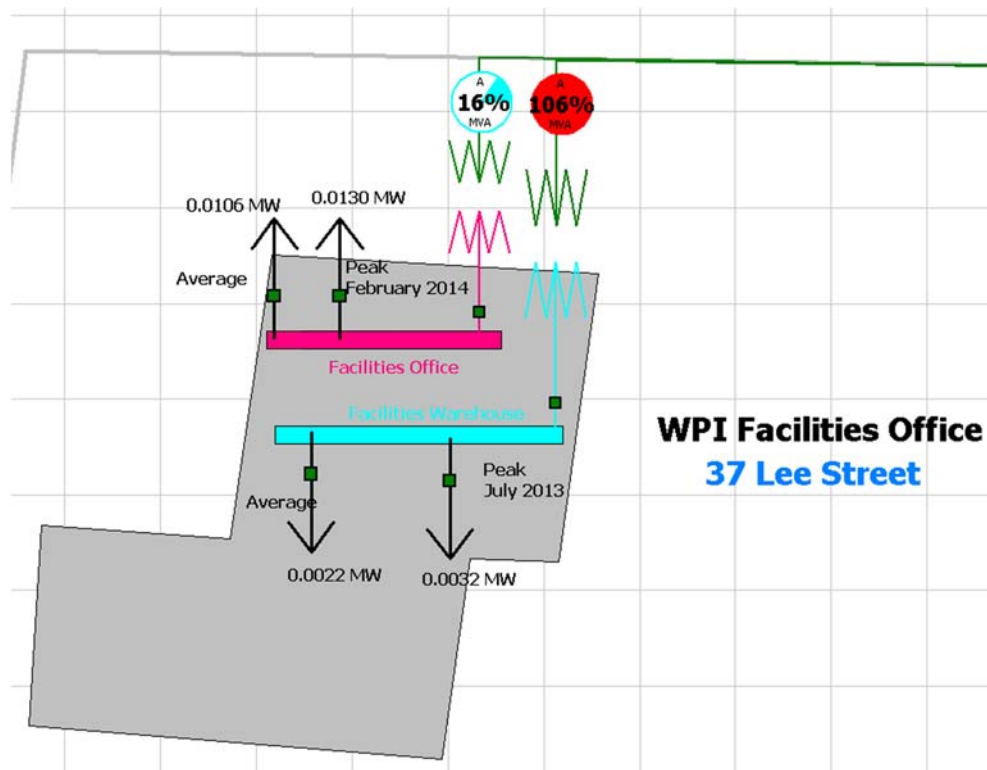 A
16%
MVA
A
106%
MVA
0.0106 MW
0.0130 MW
Average
Peak
February 2014
Facilities Office
Facilities Warehouse
WPI Facilities Office
37 Lee Street
Peak
July 2013
Average
0.0022 MW
0.0032 MW